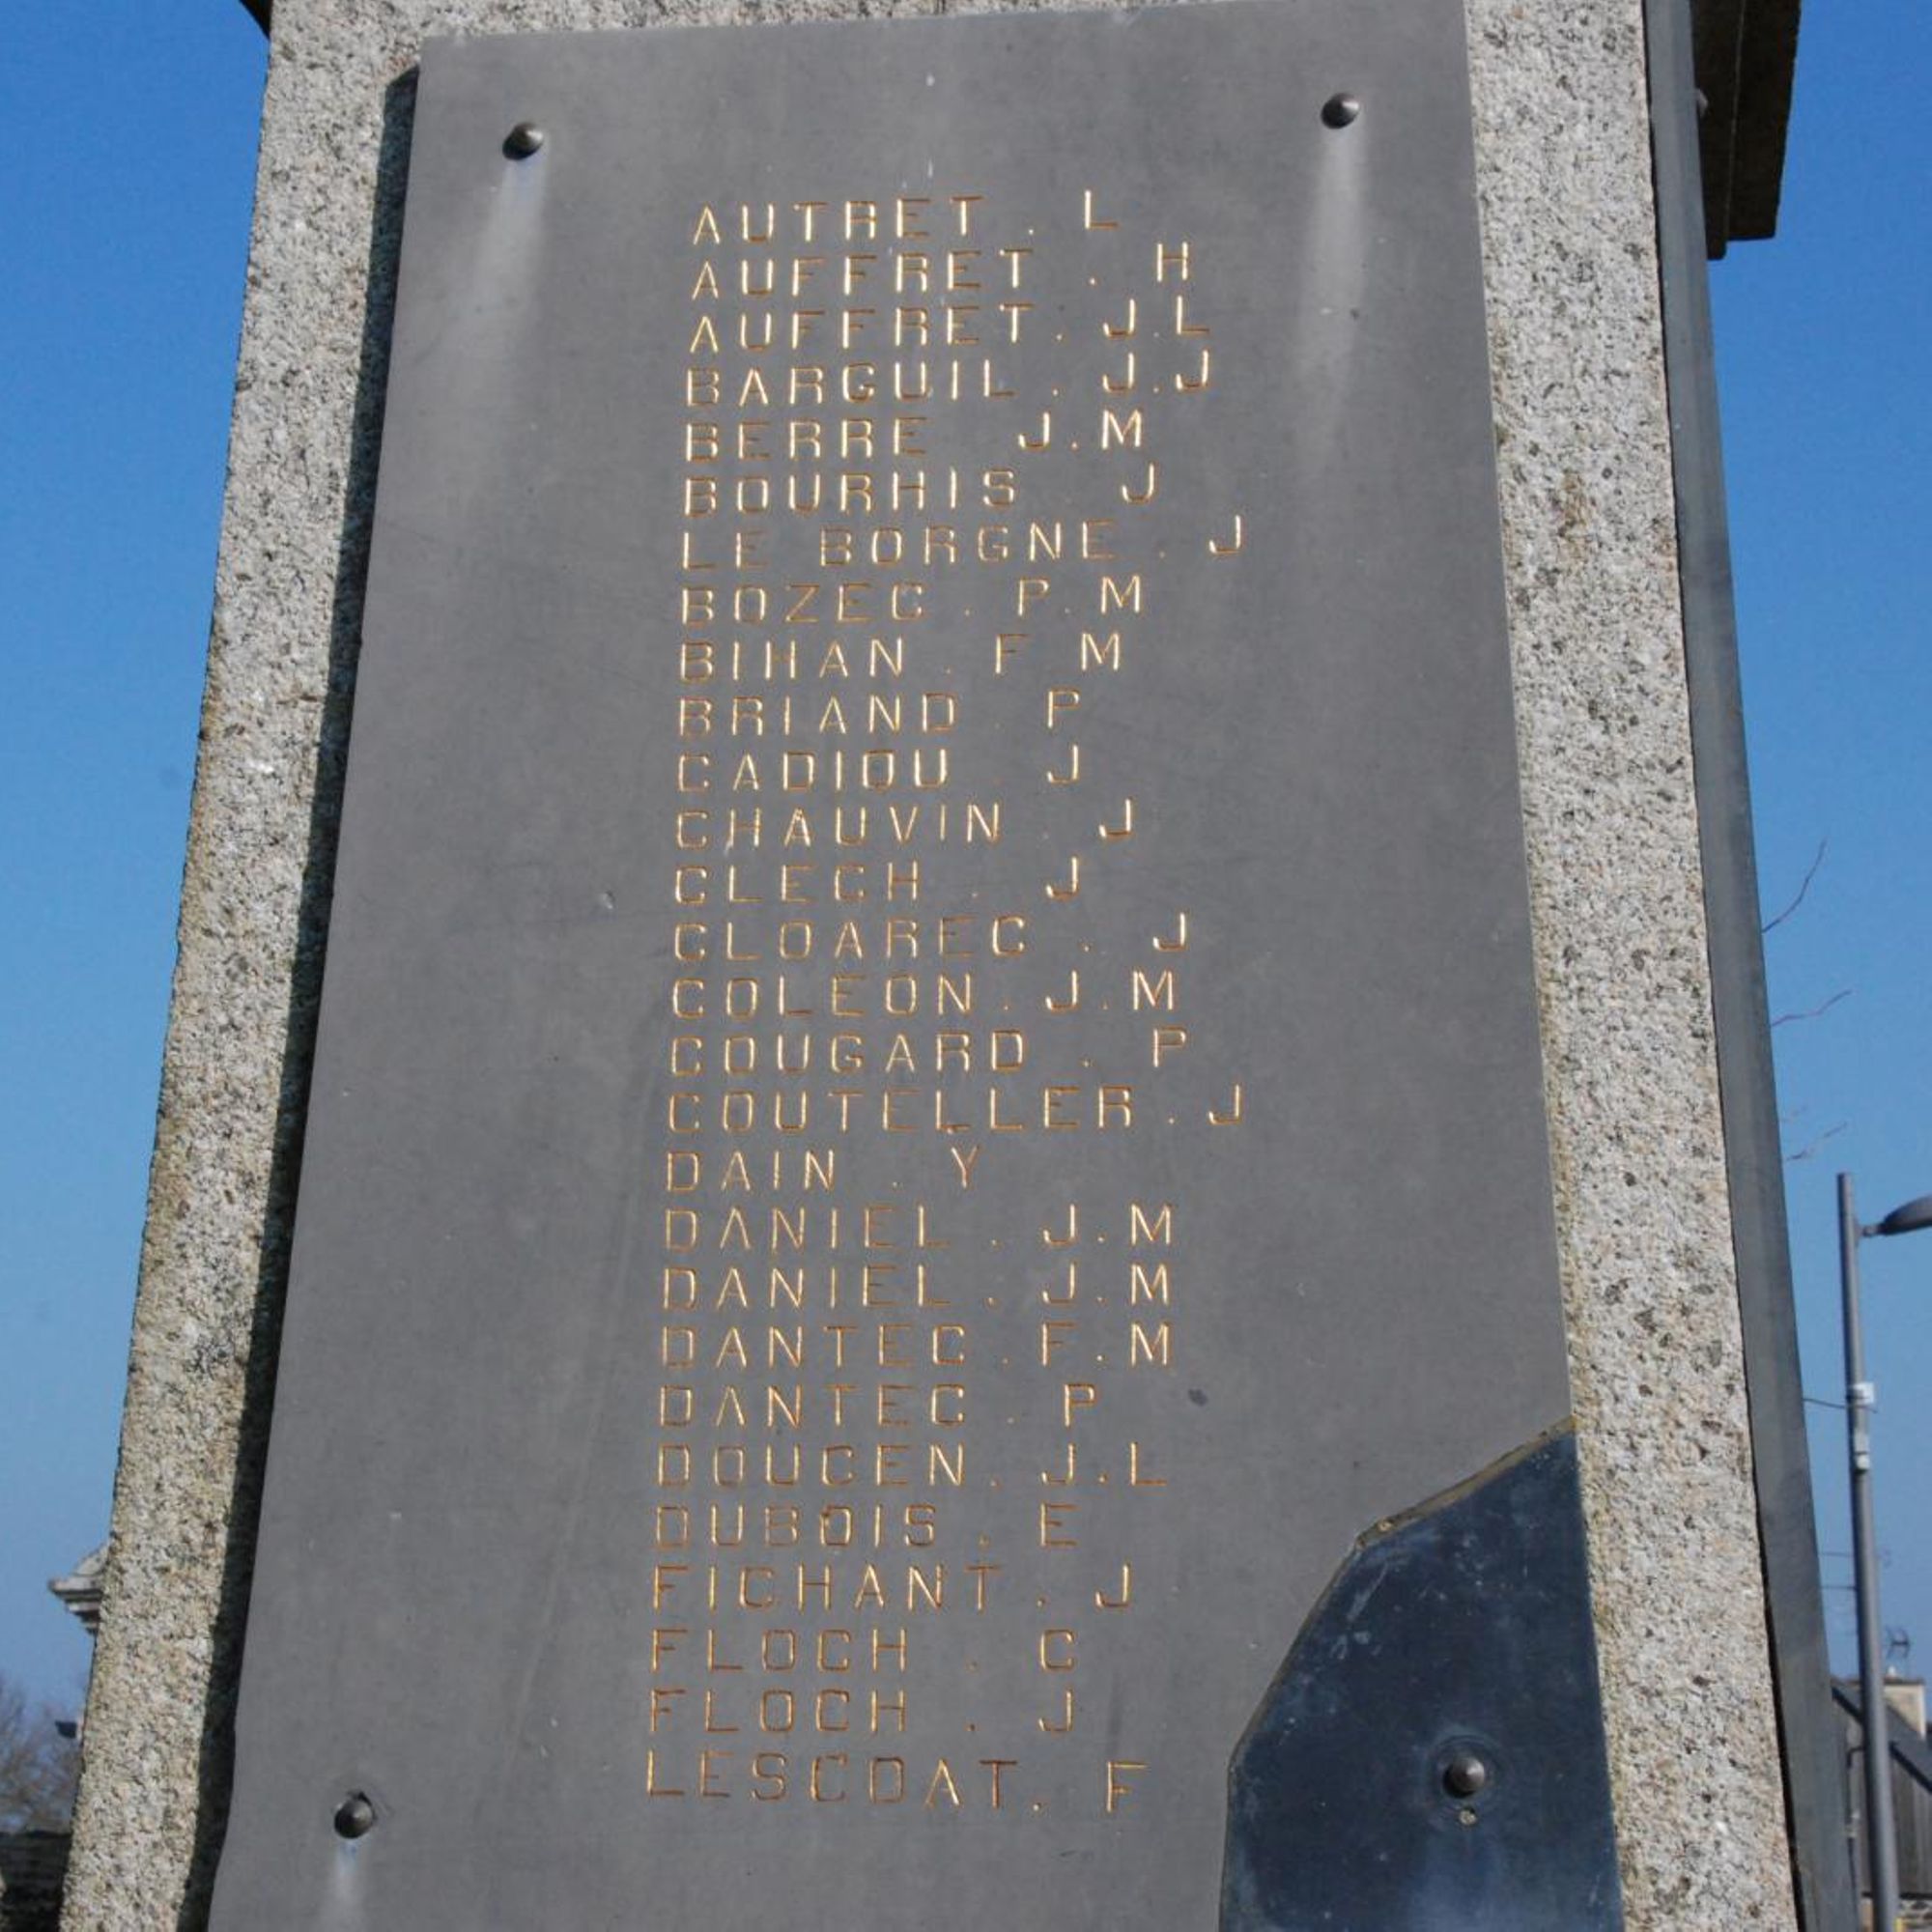 AUTRET . L
AUFFRET . H
AUFFRET . J.L
BARGUIL . J.J
BERRE J.M
BOURHIS J
LE BORGNE . J
BOZEC . P.M
BIHAN . F.M
BRIAND . P
CADIOU . J
CHAUVIN . J
CLECH . J
CLOAREC . J
COLEON . J.M
COUGARD . P
COUTELLER . J
DAIN . Y
DANIEL . J.M
DANIEL . J.M
DANTEC . F.M
DANTEC . P
DOUCEN . J.L
DUBOIS . E
FICHANT . J
FLOCH . C
FLOCH . J
LESCOAT . F